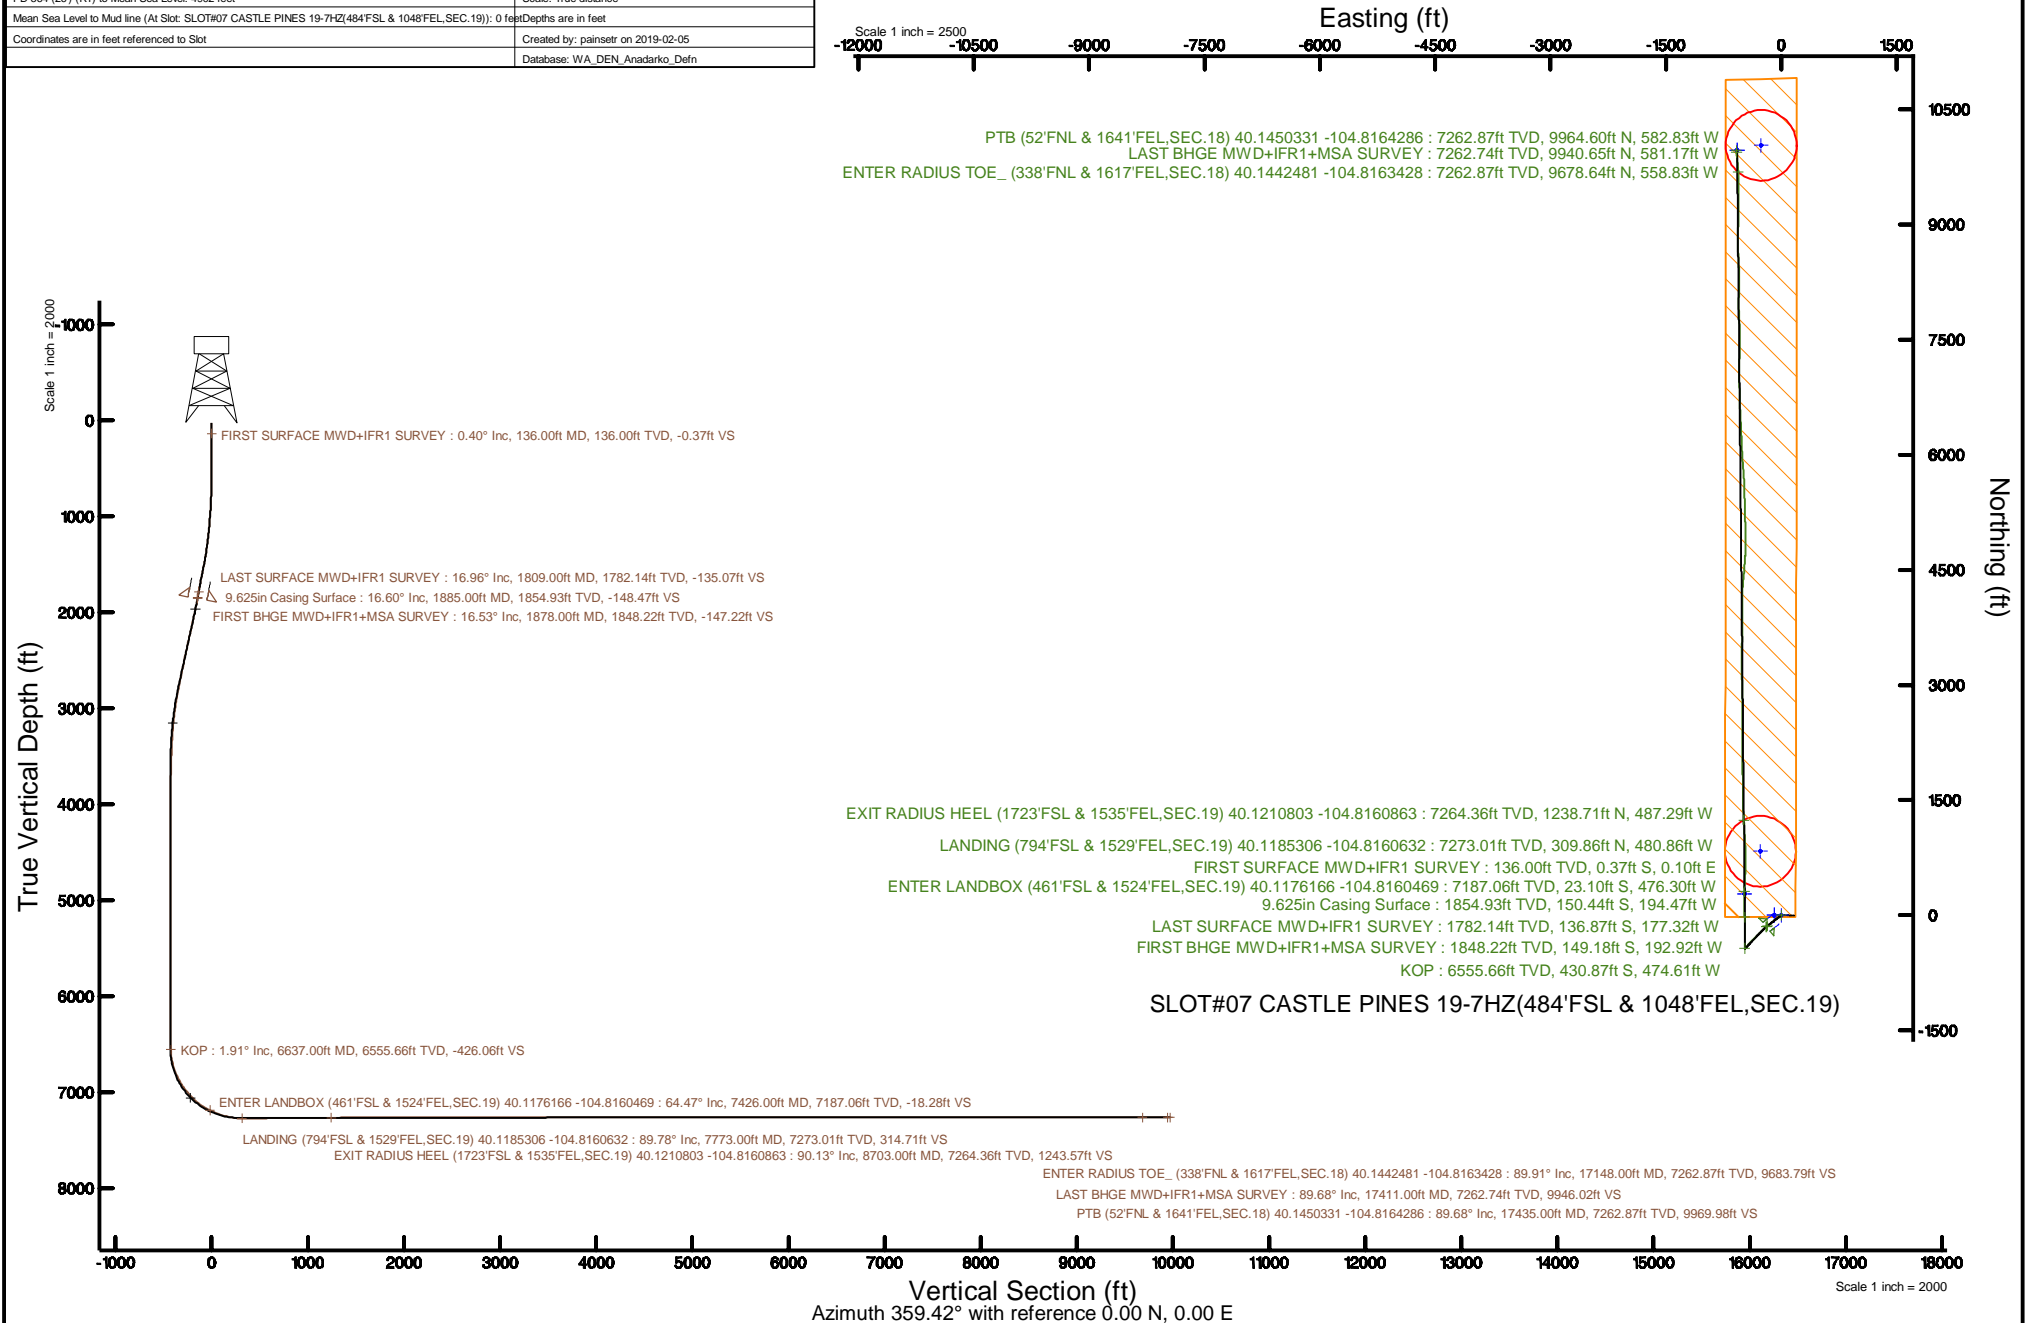 Scale: True distance
Mean Sea Level to Mud line (At Slot: SLOT#07 CASTLE PINES 19-7HZ(484'FSL & 1048'FEL,SEC.19)): 0 feet
Depths are in feet
Coordinates are in feet referenced to Slot
Created by: painsetr on 2019-02-05
Database: WA_DEN_Anadarko_Defn
Easting (ft)
Scale 1 inch = 2500
-12000 -10500 -9000 -7500 -6000 -4500 -3000 -1500 0 1500
PTB (52'FNL & 1641'FEL,SEC.18) 40.1450331 -104.8164286 : 7262.87ft TVD, 9964.60ft N, 582.83ft W
LAST BHGE MWD+IFR1+MSA SURVEY : 7262.74ft TVD, 9940.65ft N, 581.17ft W
ENTER RADIUS TOE_ (338'FNL & 1617'FEL,SEC.18) 40.1442481 -104.8163428 : 7262.87ft TVD, 9678.64ft N, 558.83ft W
10500
9000
7500
6000
4500
3000
1500
0
-1500
Northing (ft)
EXIT RADIUS HEEL (1723'FSL & 1535'FEL,SEC.19) 40.1210803 -104.8160863 : 7264.36ft TVD, 1238.71ft N, 487.29ft W
LANDING (794'FSL & 1529'FEL,SEC.19) 40.1185306 -104.8160632 : 7273.01ft TVD, 309.86ft N, 480.86ft W
FIRST SURFACE MWD+IFR1 SURVEY : 136.00ft TVD, 0.37ft S, 0.10ft E
ENTER LANDBOX (461'FSL & 1524'FEL,SEC.19) 40.1176166 -104.8160469 : 7187.06ft TVD, 23.10ft S, 476.30ft W
9.625in Casing Surface : 1854.93ft TVD, 150.44ft S, 194.47ft W
LAST SURFACE MWD+IFR1 SURVEY : 1782.14ft TVD, 136.87ft S, 177.32ft W
FIRST BHGE MWD+IFR1+MSA SURVEY : 1848.22ft TVD, 149.18ft S, 192.92ft W
KOP : 6555.66ft TVD, 430.87ft S, 474.61ft W
SLOT#07 CASTLE PINES 19-7HZ(484'FSL & 1048'FEL,SEC.19)
Scale 1 inch = 2000
True Vertical Depth (ft)
-1000
0
1000
2000
3000
4000
5000
6000
7000
8000
FIRST SURFACE MWD+IFR1 SURVEY : 0.40° Inc, 136.00ft MD, 136.00ft TVD, -0.37ft VS
LAST SURFACE MWD+IFR1 SURVEY : 16.96° Inc, 1809.00ft MD, 1782.14ft TVD, -135.07ft VS
9.625in Casing Surface : 16.60° Inc, 1885.00ft MD, 1854.93ft TVD, -148.47ft VS
FIRST BHGE MWD+IFR1+MSA SURVEY : 16.53° Inc, 1878.00ft MD, 1848.22ft TVD, -147.22ft VS
KOP : 1.91° Inc, 6637.00ft MD, 6555.66ft TVD, -426.06ft VS
ENTER LANDBOX (461'FSL & 1524'FEL,SEC.19) 40.1176166 -104.8160469 : 64.47° Inc, 7426.00ft MD, 7187.06ft TVD, -18.28ft VS
LANDING (794'FSL & 1529'FEL,SEC.19) 40.1185306 -104.8160632 : 89.78° Inc, 7773.00ft MD, 7273.01ft TVD, 314.71ft VS
EXIT RADIUS HEEL (1723'FSL & 1535'FEL,SEC.19) 40.1210803 -104.8160863 : 90.13° Inc, 8703.00ft MD, 7264.36ft TVD, 1243.57ft VS
ENTER RADIUS TOE_ (338'FNL & 1617'FEL,SEC.18) 40.1442481 -104.8163428 : 89.91° Inc, 17148.00ft MD, 7262.87ft TVD, 9683.79ft VS
LAST BHGE MWD+IFR1+MSA SURVEY : 89.68° Inc, 17411.00ft MD, 7262.74ft TVD, 9946.02ft VS
PTB (52'FNL & 1641'FEL,SEC.18) 40.1450331 -104.8164286 : 89.68° Inc, 17435.00ft MD, 7262.87ft TVD, 9969.98ft VS
-1000 0 1000 2000 3000 4000 5000 6000 7000 8000 9000 10000 11000 12000 13000 14000 15000 16000 17000 18000
Vertical Section (ft)
Scale 1 inch = 2000
Azimuth 359.42° with reference 0.00 N, 0.00 E